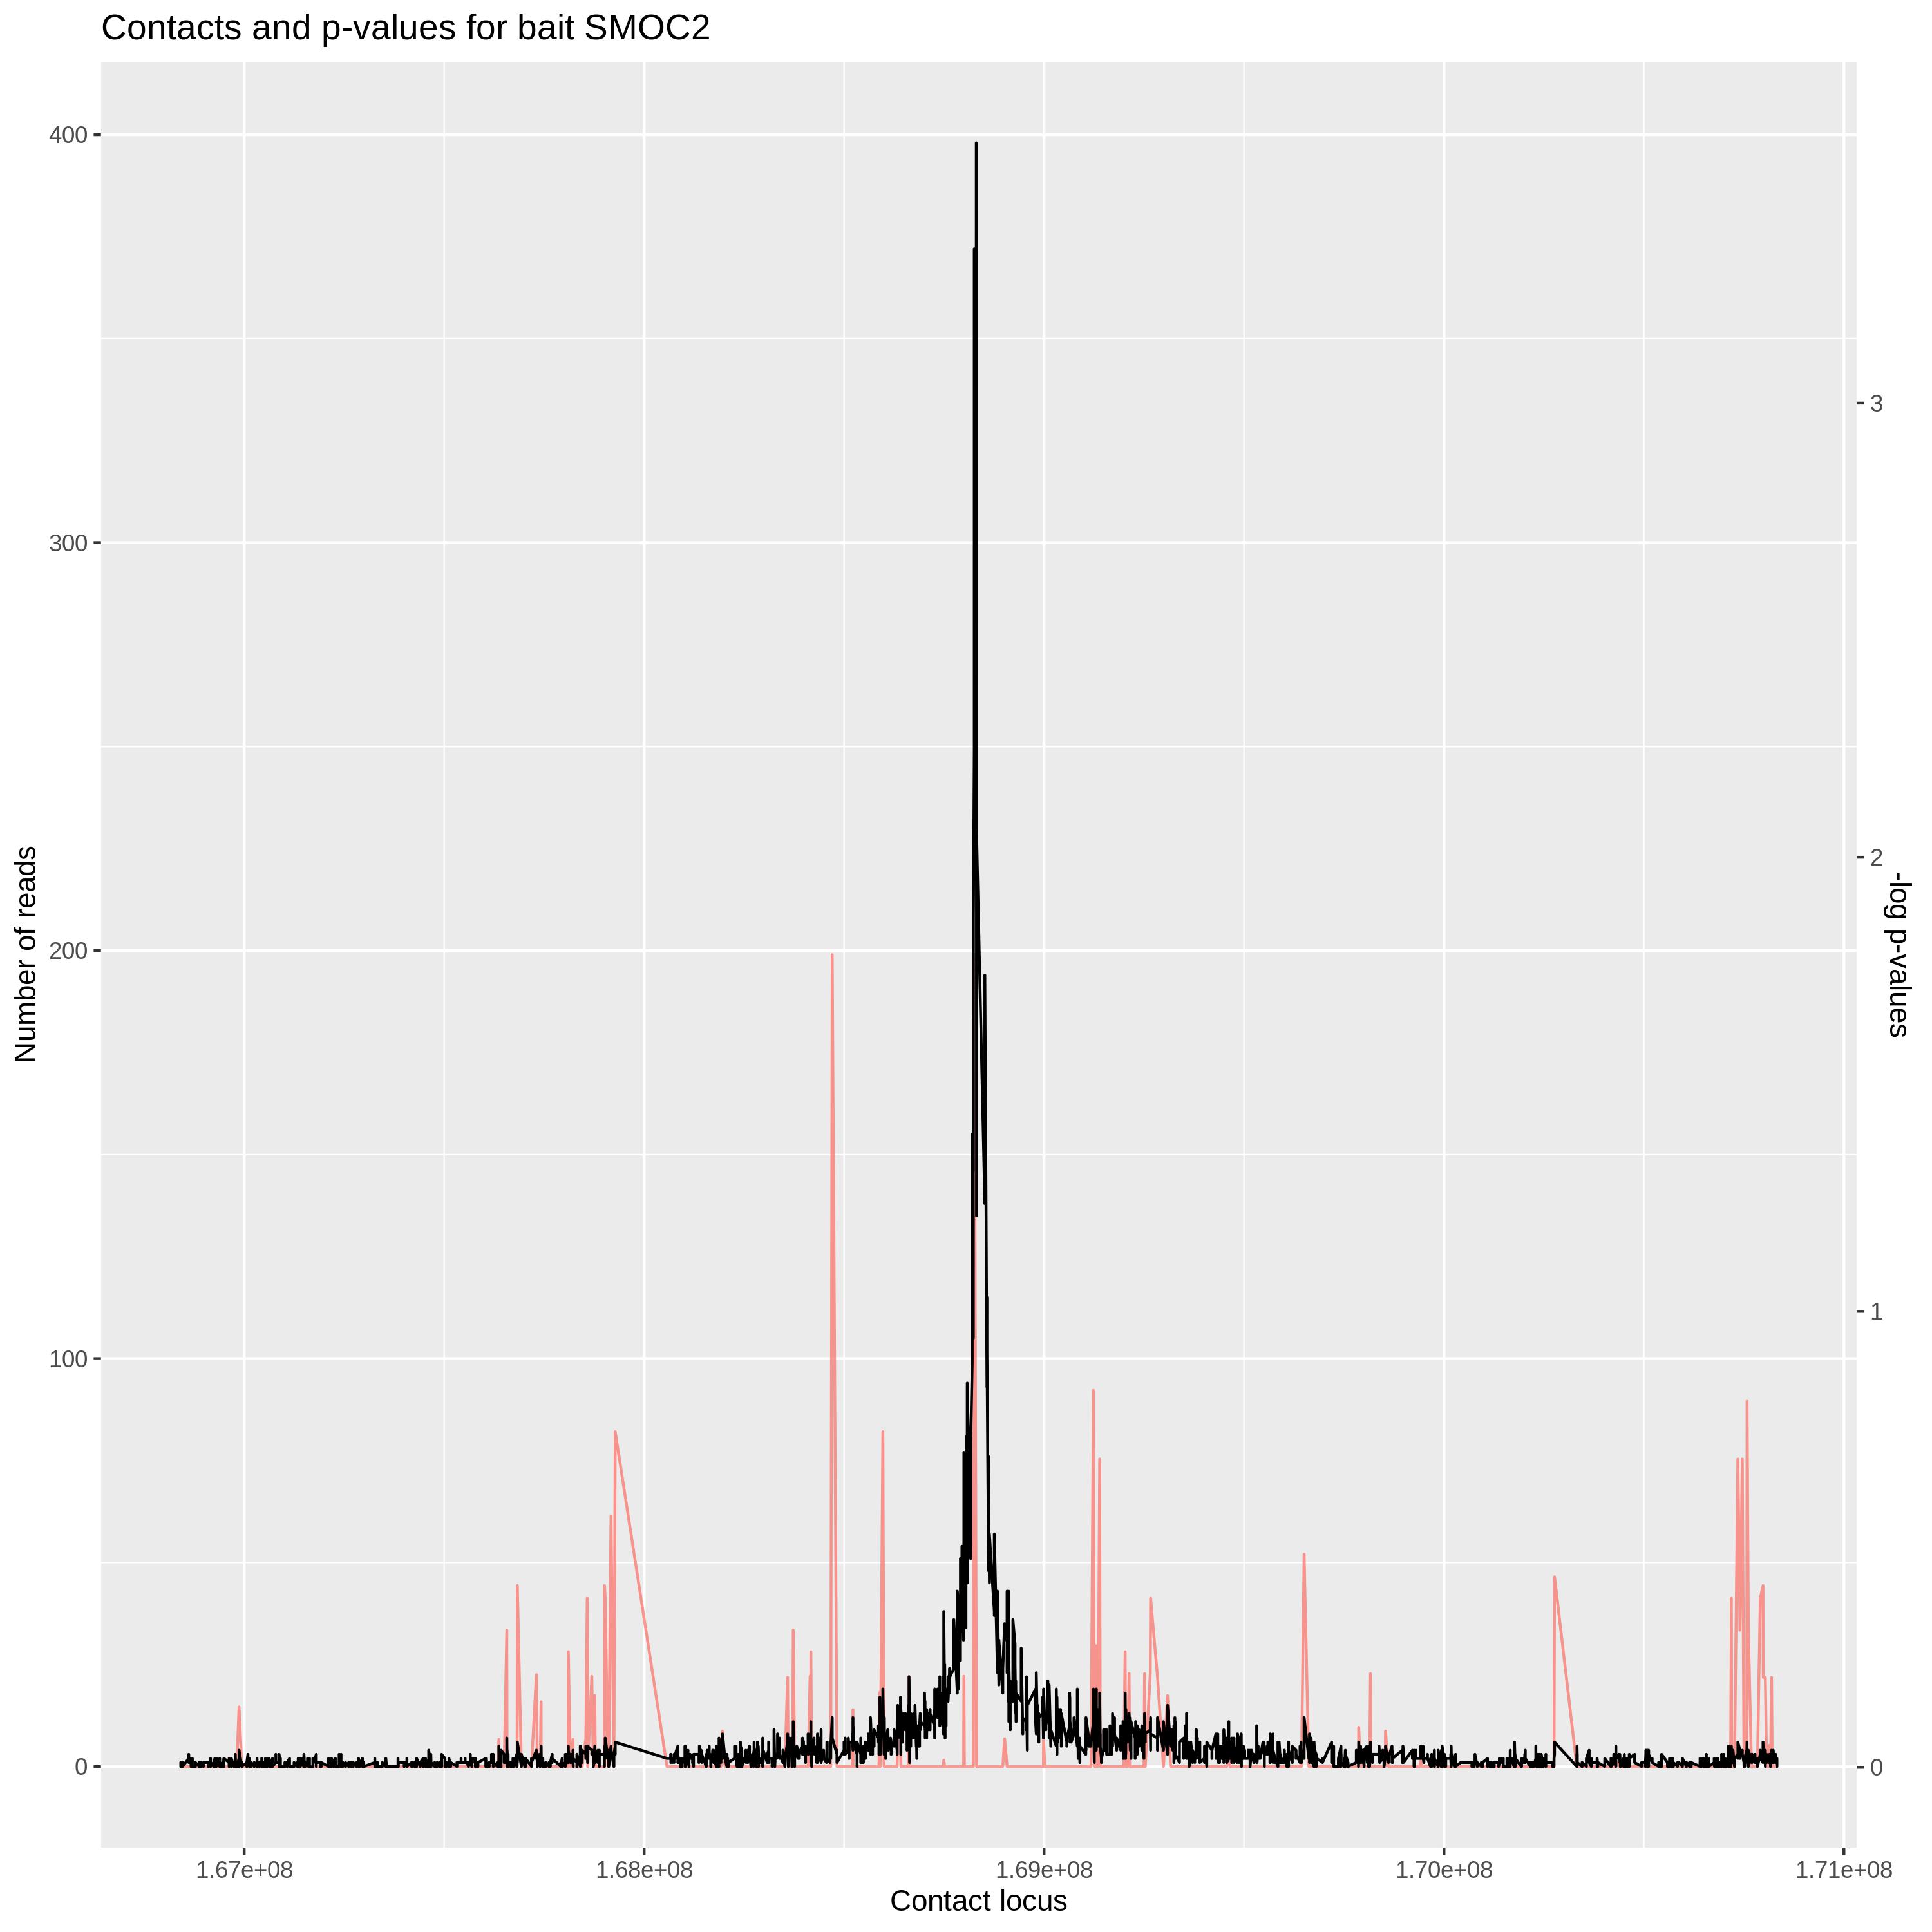 Contacts and p-values for bait SMOC2
400
300
200
100
0
Number of reads
3
2
1
0
-log p-values
1.67e+08 1.68e+08 1.69e+08 1.70e+08 1.71e+08
Contact locus